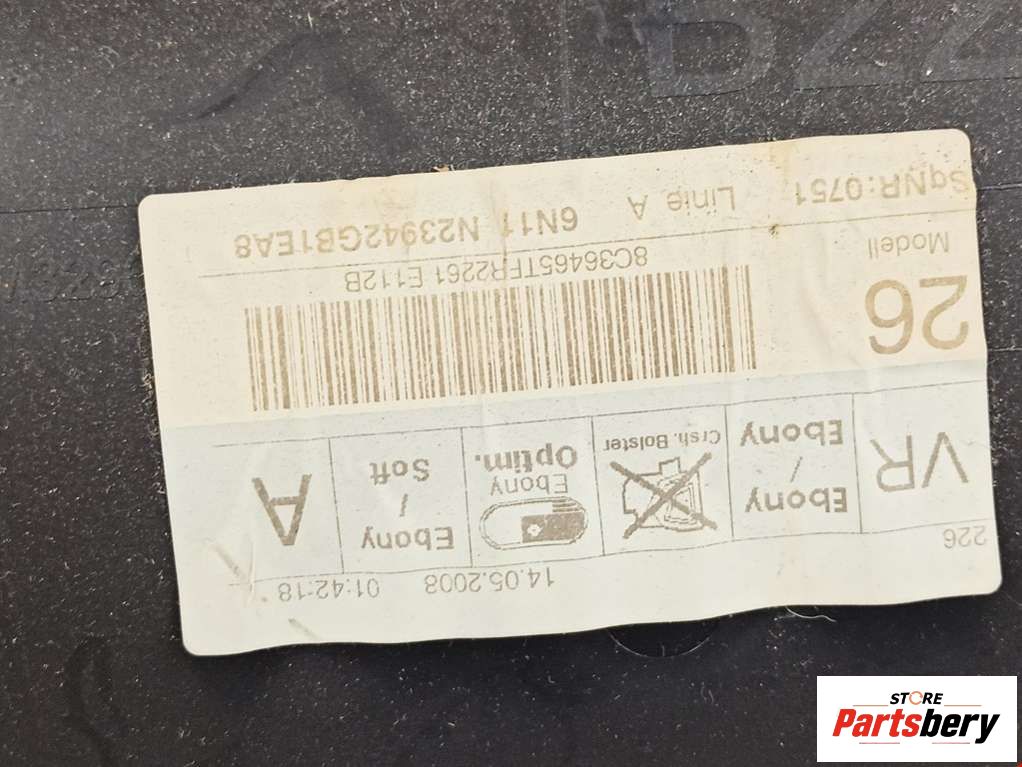 226 14.05.2008 01:42:18
VR
Ebony
/
Ebony
Crsh. Bolster
Ebony
Optim.
Ebony
/
Soft
A
26
Modell
8C36465TFR2261 E112B
SqNR:0751 Linie A 6N11 N23942GB1EA8
STORE
Partsbery